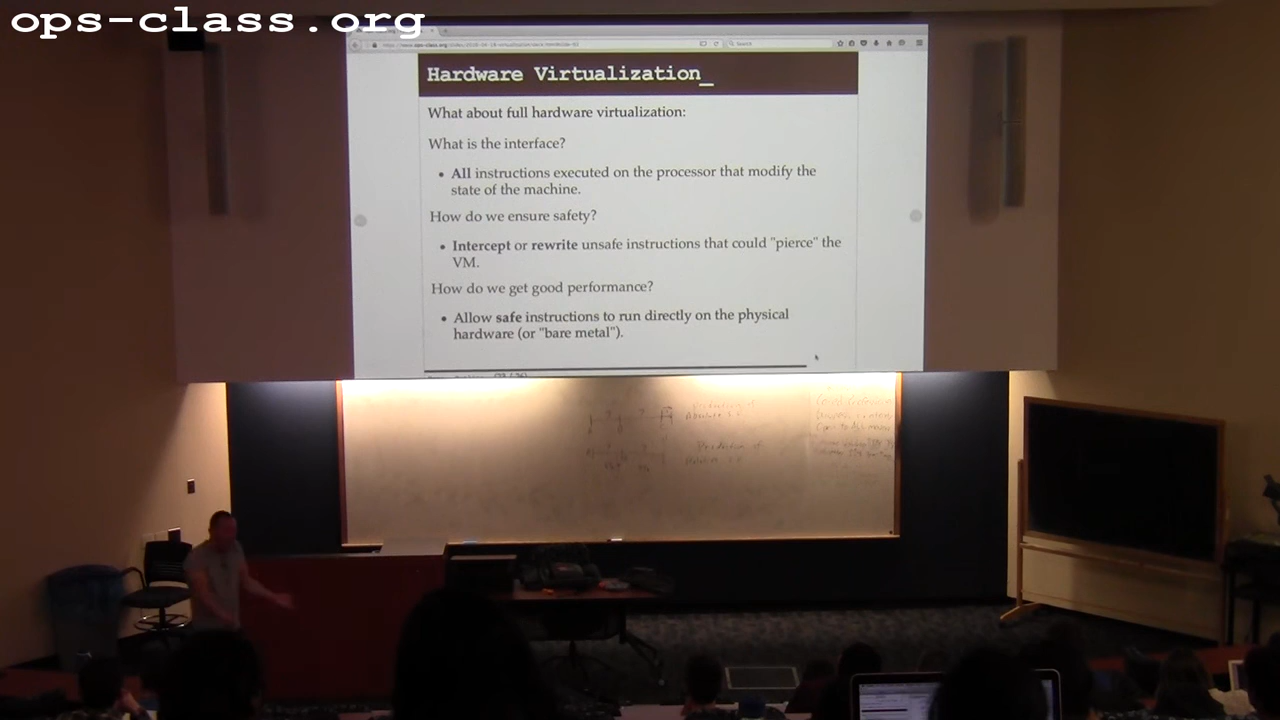 ops-class.org
Search
Hardware Virtualization_
What about full hardware virtualization:
What is the interface?
• All instructions executed on the processor that modify the
state of the machine.
How do we ensure safety?
• Intercept or rewrite unsafe instructions that could "pierce" the
VM.
How do we get good performance?
• Allow safe instructions to run directly on the physical
hardware (or "bare metal").